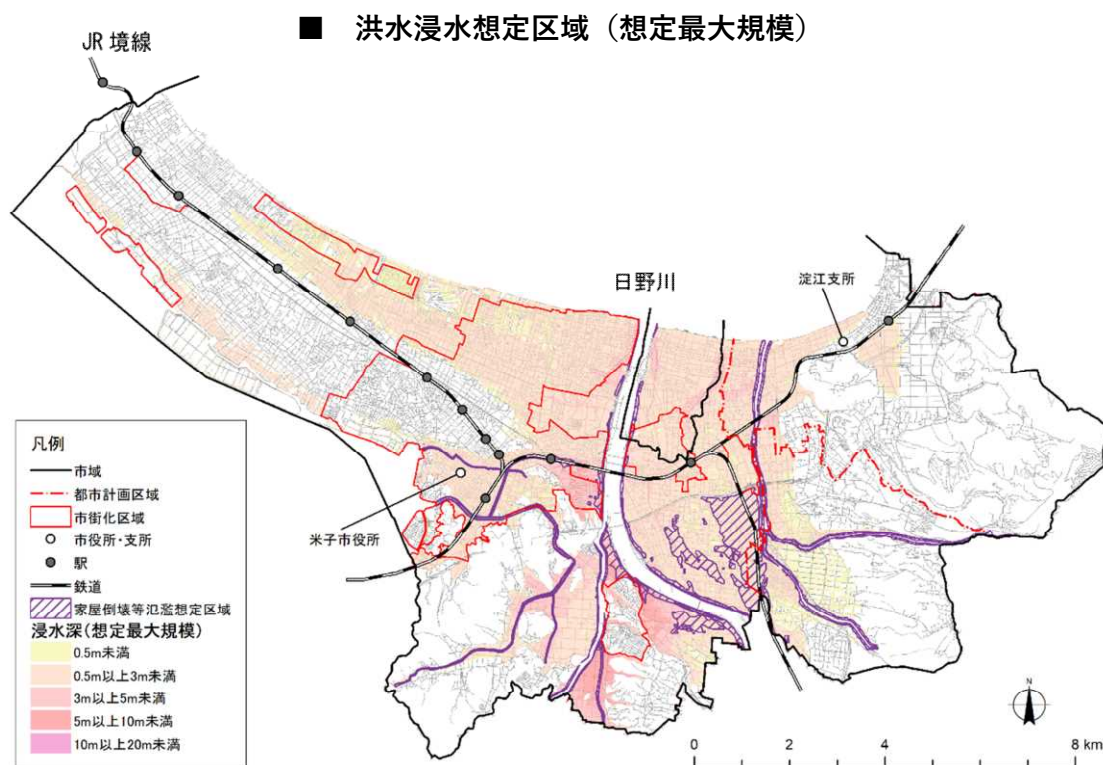 ■ 洪水浸水想定区域（想定最大規模）
JR 境線
日野川
淀江支所
米子市役所
凡例
市域
都市計画区域
市街化区域
市役所・支所
駅
鉄道
家屋倒壊等氾濫想定区域
浸水深(想定最大規模)
0.5m未満
0.5m以上3m未満
3m以上5m未満
5m以上10m未満
10m以上20m未満
N
0 2 4 8 km